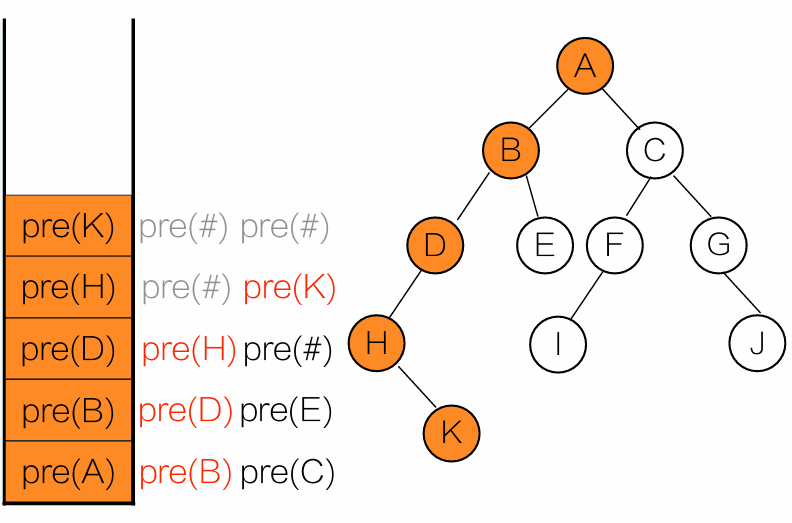 pre(K) pre(#) pre(#)
pre(H) pre(#) pre(K)
pre(D) pre(H) pre(#)
pre(B) pre(D) pre(E)
pre(A) pre(B) pre(C)
A
B C
D E F G
H I J
K